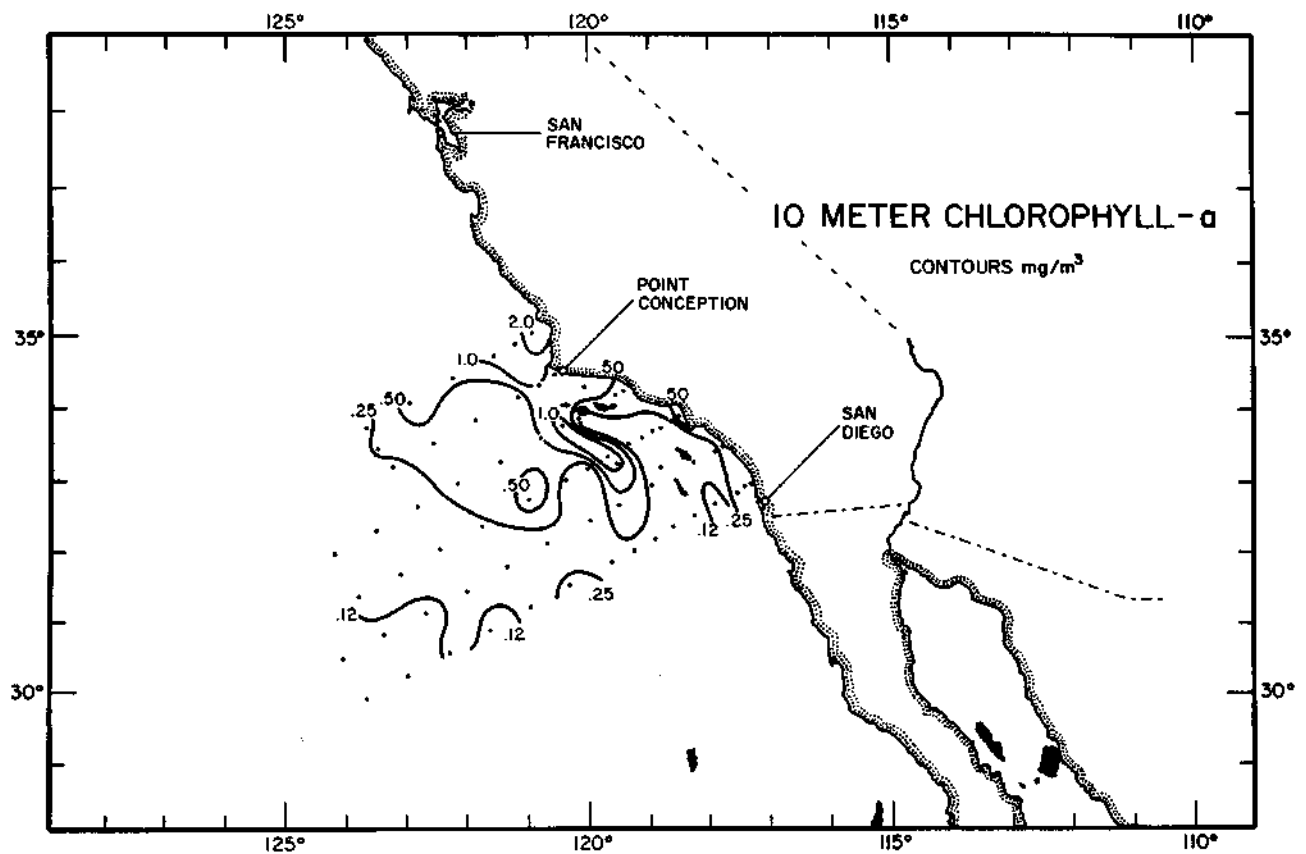 125° 120° 115° 110°
SAN
FRANCISCO
10 METER CHLOROPHYLL-a
CONTOURS mg/m³
POINT
CONCEPTION
35° 35°
2.0
1.0
.50
.50
.50
.25
1.0
SAN
DIEGO
.50
.12
.25
.25
.12
.12
30° 30°
125° 120° 115° 110°